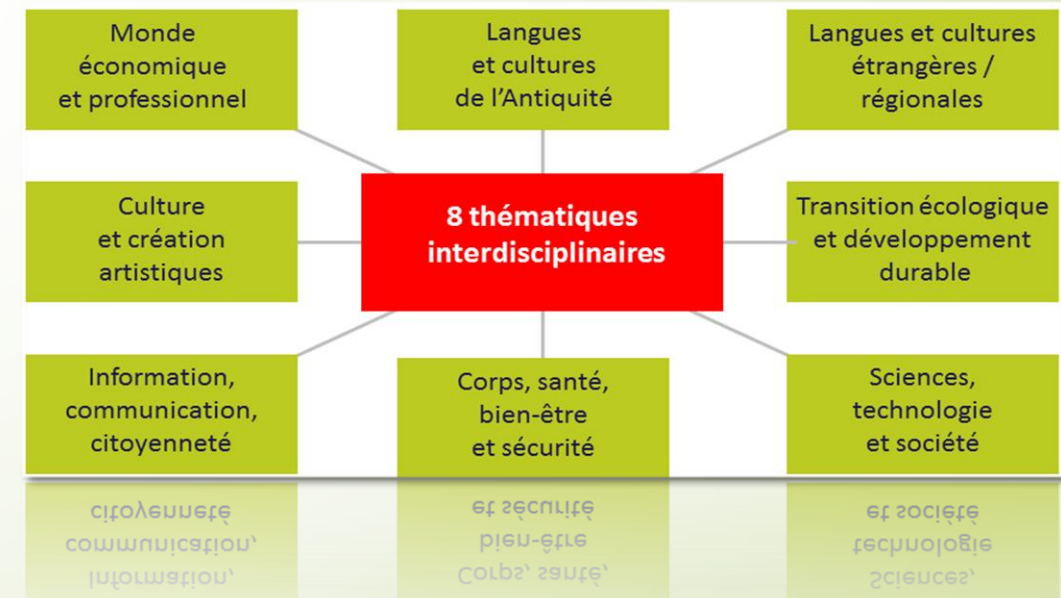 Monde
économique
et professionnel
Langues
et cultures
de l'Antiquité
Langues et cultures
étrangères /
régionales
Culture
et création
artistiques
8 thématiques
interdisciplinaires
Transition écologique
et développement
durable
Information,
communication,
citoyenneté
Corps, santé,
bien-être
et sécurité
Sciences,
technologie
et société